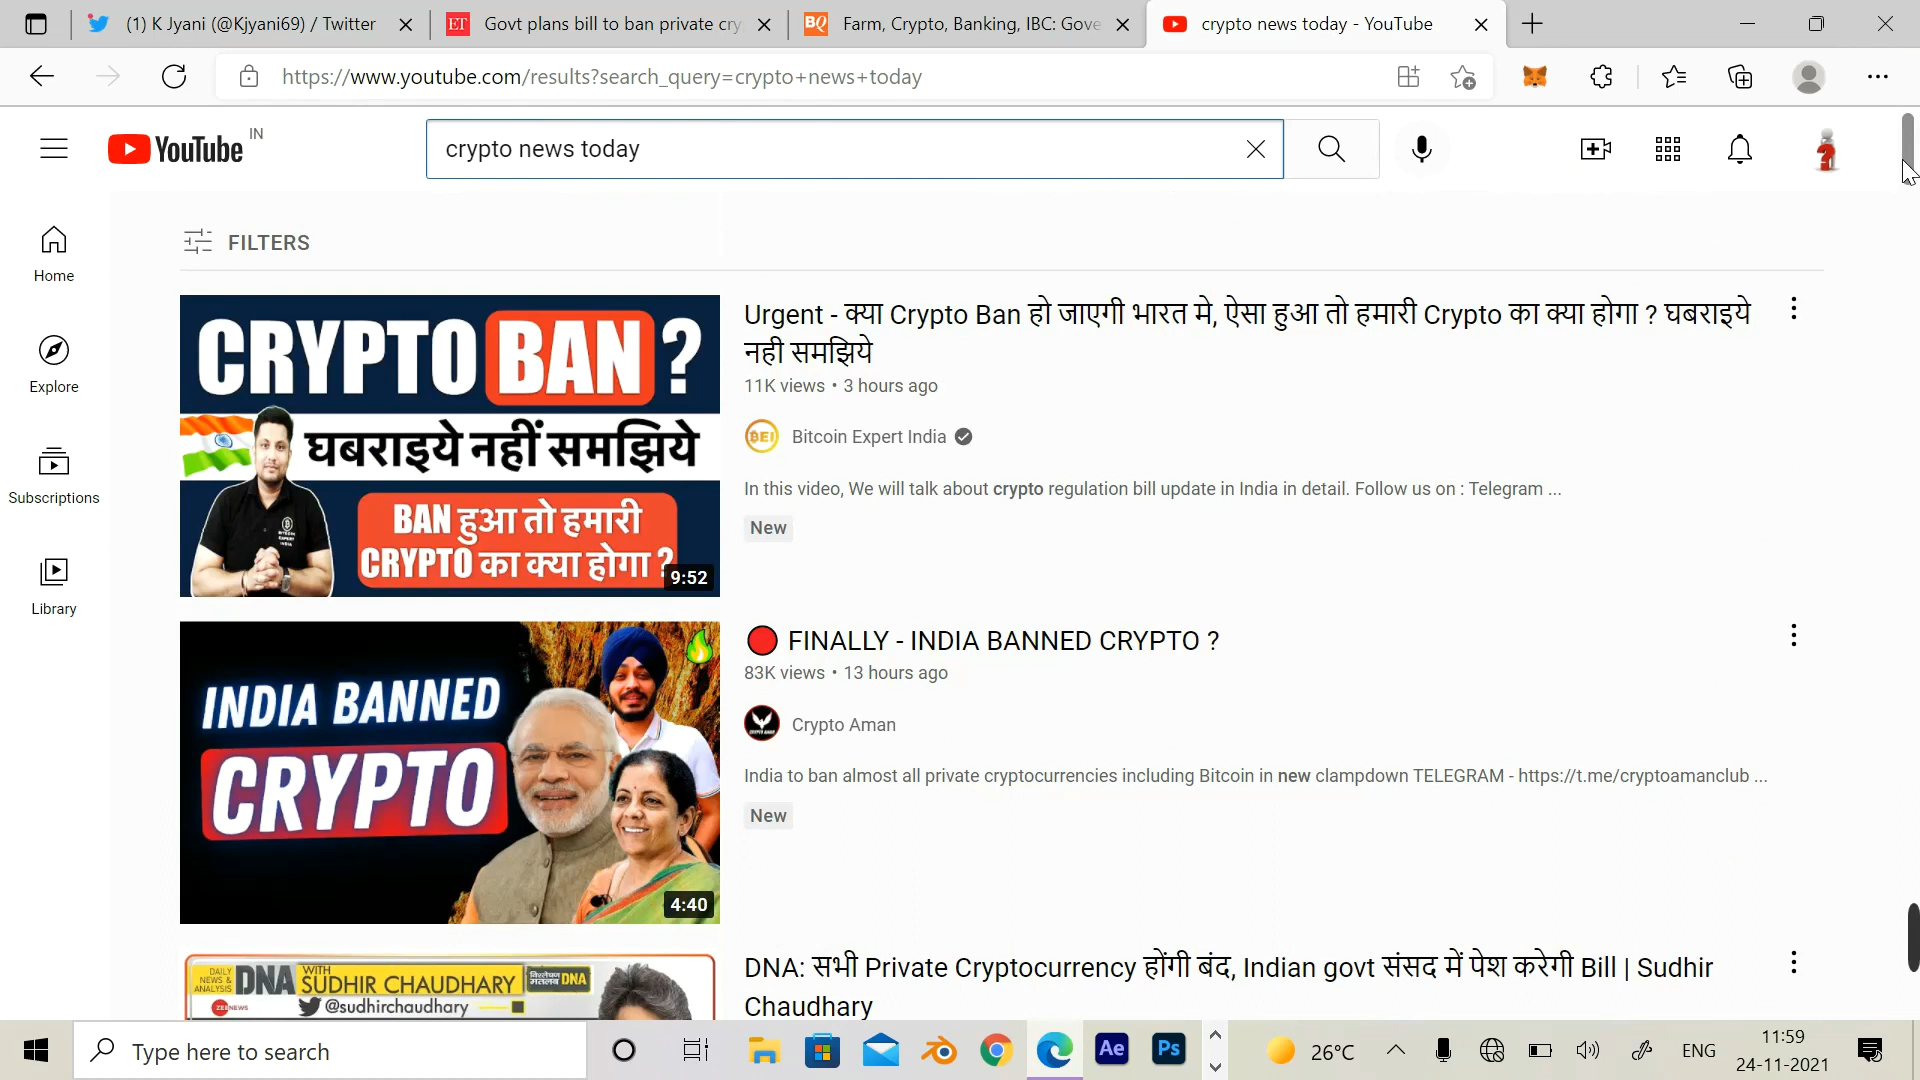 (1) K Jyani (@Kjyani69) / Twitter
ET Govt plans bill to ban private cry
BQ Farm, Crypto, Banking, IBC: Gove
crypto news today - YouTube
https://www.youtube.com/results?search_query=crypto+news+today
YouTube IN
crypto news today
FILTERS
Home
Explore
Subscriptions
Library
CRYPTO BAN ?
घबराइये नहीं समझिये
BAN हुआ तो हमारी
CRYPTO का क्या होगा ?
9:52
Urgent - क्या Crypto Ban हो जाएगी भारत मे, ऐसा हुआ तो हमारी Crypto का क्या होगा ? घबराइये
नही समझिये
11K views • 3 hours ago
BEI Bitcoin Expert India
In this video, We will talk about crypto regulation bill update in India in detail. Follow us on : Telegram ...
New
INDIA BANNED
CRYPTO
4:40
FINALLY - INDIA BANNED CRYPTO ?
83K views • 13 hours ago
Crypto Aman
India to ban almost all private cryptocurrencies including Bitcoin in new clampdown TELEGRAM - https://t.me/cryptoamanclub ...
New
DAILY
NEWS &
ANALYSIS
DNA
WITH
SUDHIR CHAUDHARY
DNA
ZEE NEWS
@sudhirchaudhary
DNA: सभी Private Cryptocurrency होंगी बंद, Indian govt संसद में पेश करेगी Bill | Sudhir
Chaudhary
Type here to search
Ae
Ps
26°C
ENG
11:59
24-11-2021